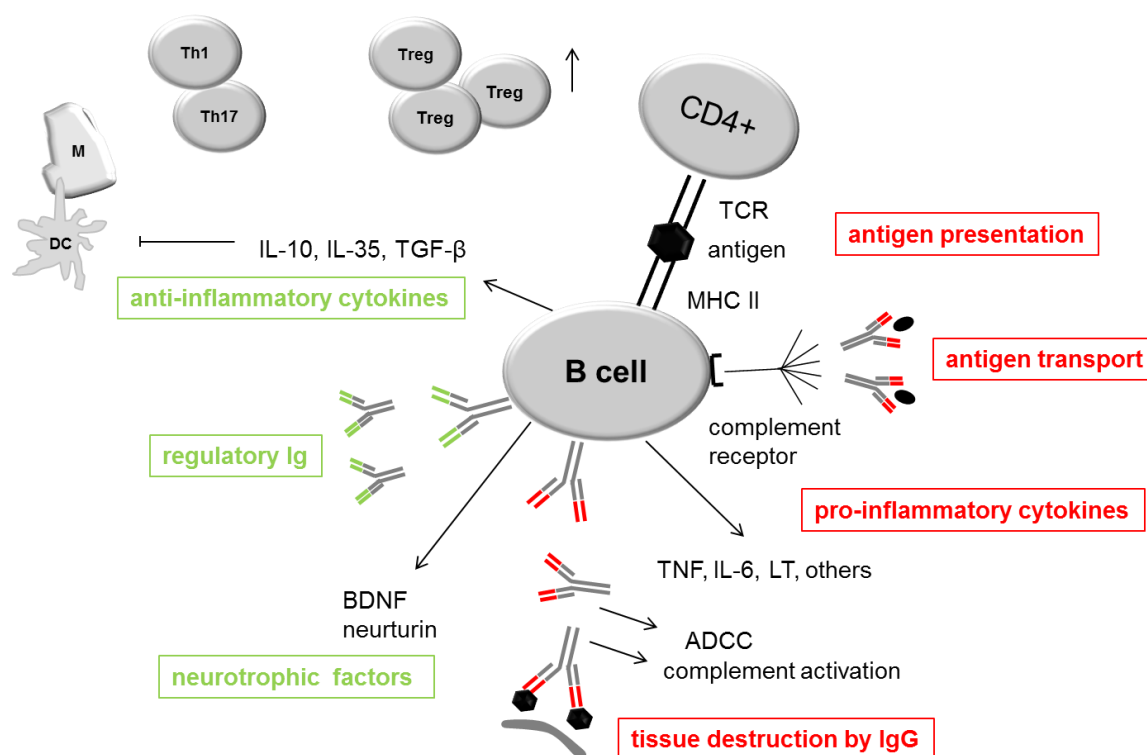 Th1
Th17
Treg
Treg
Treg
CD4+
M
DC
TCR
antigen
MHC II
antigen presentation
IL-10, IL-35, TGF-β
anti-inflammatory cytokines
B cell
antigen transport
complement
receptor
regulatory Ig
pro-inflammatory cytokines
TNF, IL-6, LT, others
BDNF
neurturin
neurotrophic factors
ADCC
complement activation
tissue destruction by IgG